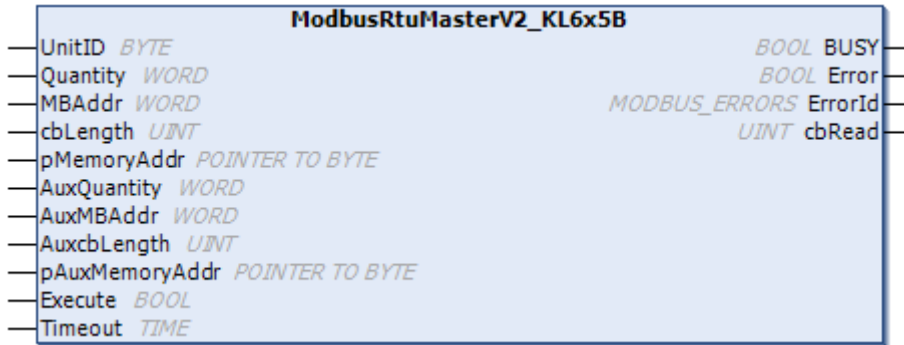 ModbusRtuMasterV2_KL6x5B
UnitID BYTE BOOL BUSY
Quantity WORD BOOL Error
MBAddr WORD MODBUS_ERRORS ErrorId
cbLength UINT UINT cbRead
pMemoryAddr POINTER TO BYTE
AuxQuantity WORD
AuxMBAddr WORD
AuxcbLength UINT
pAuxMemoryAddr POINTER TO BYTE
Execute BOOL
Timeout TIME